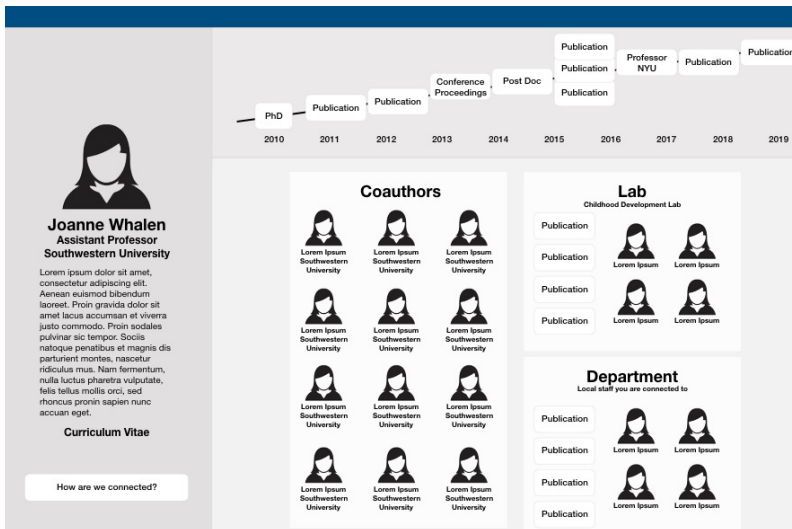 Publication
Publication
Publication
Professor
NYU
Publication
Publication
Conference
Proceedings
Post Doc
Publication
Publication
PhD
2010
2011
2012
2013
2014
2015
2016
2017
2018
2019
Joanne Whalen
Assistant Professor
Southwestern University
Lorem ipsum dolor sit amet,
consectetur adipiscing elit.
Aenean euismod bibendum
laoreet. Proin gravida dolor sit
amet lacus accumsan et viverra
justo commodo. Proin sodales
pulvinar sic tempor. Sociis
natoque penatibus et magnis dis
parturient montes, nascetur
ridiculus mus. Nam fermentum,
nulla luctus pharetra vulputate,
felis tellus mollis orci, sed
rhoncus pronin sapien nunc
accuan eget.
Curriculum Vitae
How are we connected?
Coauthors
Lorem Ipsum
Southwestern
University
Lorem Ipsum
Southwestern
University
Lorem Ipsum
Southwestern
University
Lorem Ipsum
Southwestern
University
Lorem Ipsum
Southwestern
University
Lorem Ipsum
Southwestern
University
Lorem Ipsum
Southwestern
University
Lorem Ipsum
Southwestern
University
Lorem Ipsum
Southwestern
University
Lorem Ipsum
Southwestern
University
Lorem Ipsum
Southwestern
University
Lorem Ipsum
Southwestern
University
Lab
Childhood Development Lab
Publication
Publication
Publication
Publication
Lorem Ipsum
Lorem Ipsum
Lorem Ipsum
Lorem Ipsum
Department
Local staff you are connected to
Publication
Publication
Publication
Publication
Lorem Ipsum
Lorem Ipsum
Lorem Ipsum
Lorem Ipsum